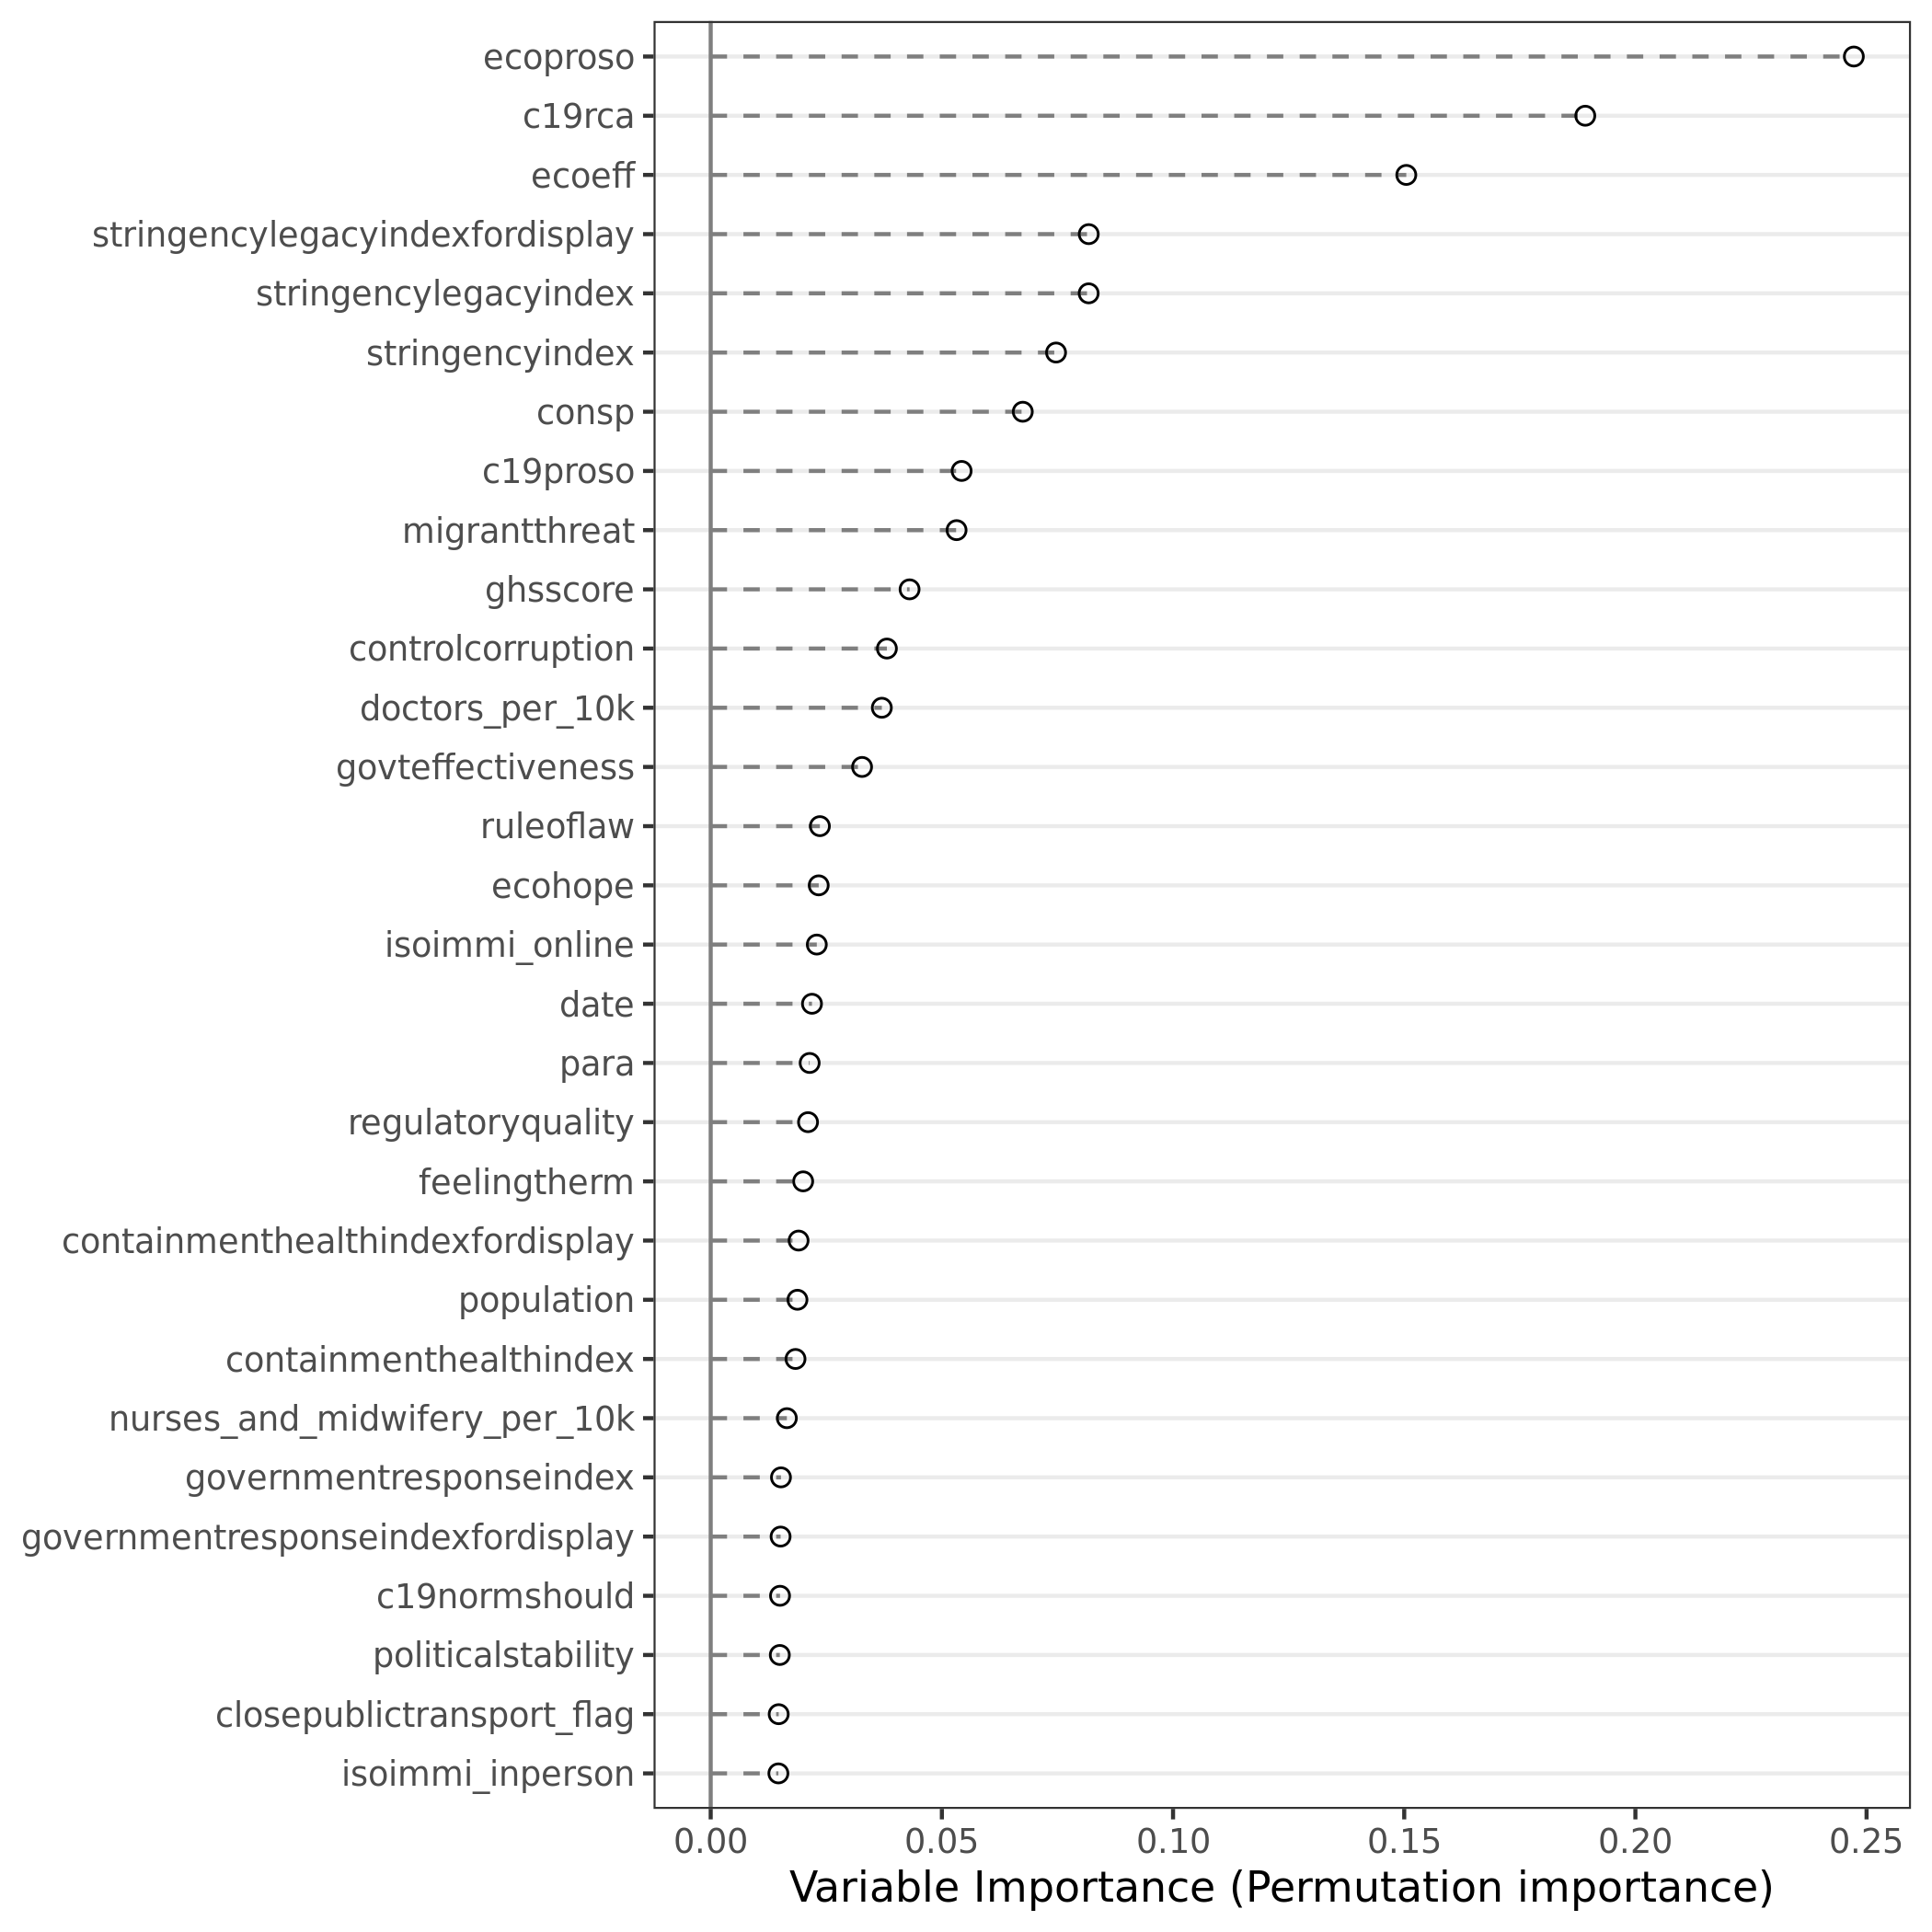 ecoproso
c19rca
ecoeff
stringencylegacyindexfordisplay
stringencylegacyindex
stringencyindex
consp
c19proso
migrantthreat
ghsscore
controlcorruption
doctors_per_10k
govteffectiveness
ruleoflaw
ecohope
isoimmi_online
date
para
regulatoryquality
feelingtherm
containmenthealthindexfordisplay
population
containmenthealthindex
nurses_and_midwifery_per_10k
governmentresponseindex
governmentresponseindexfordisplay
c19normshould
politicalstability
closepublictransport_flag
isoimmi_inperson
0.00 0.05 0.10 0.15 0.20 0.25
Variable Importance (Permutation importance)